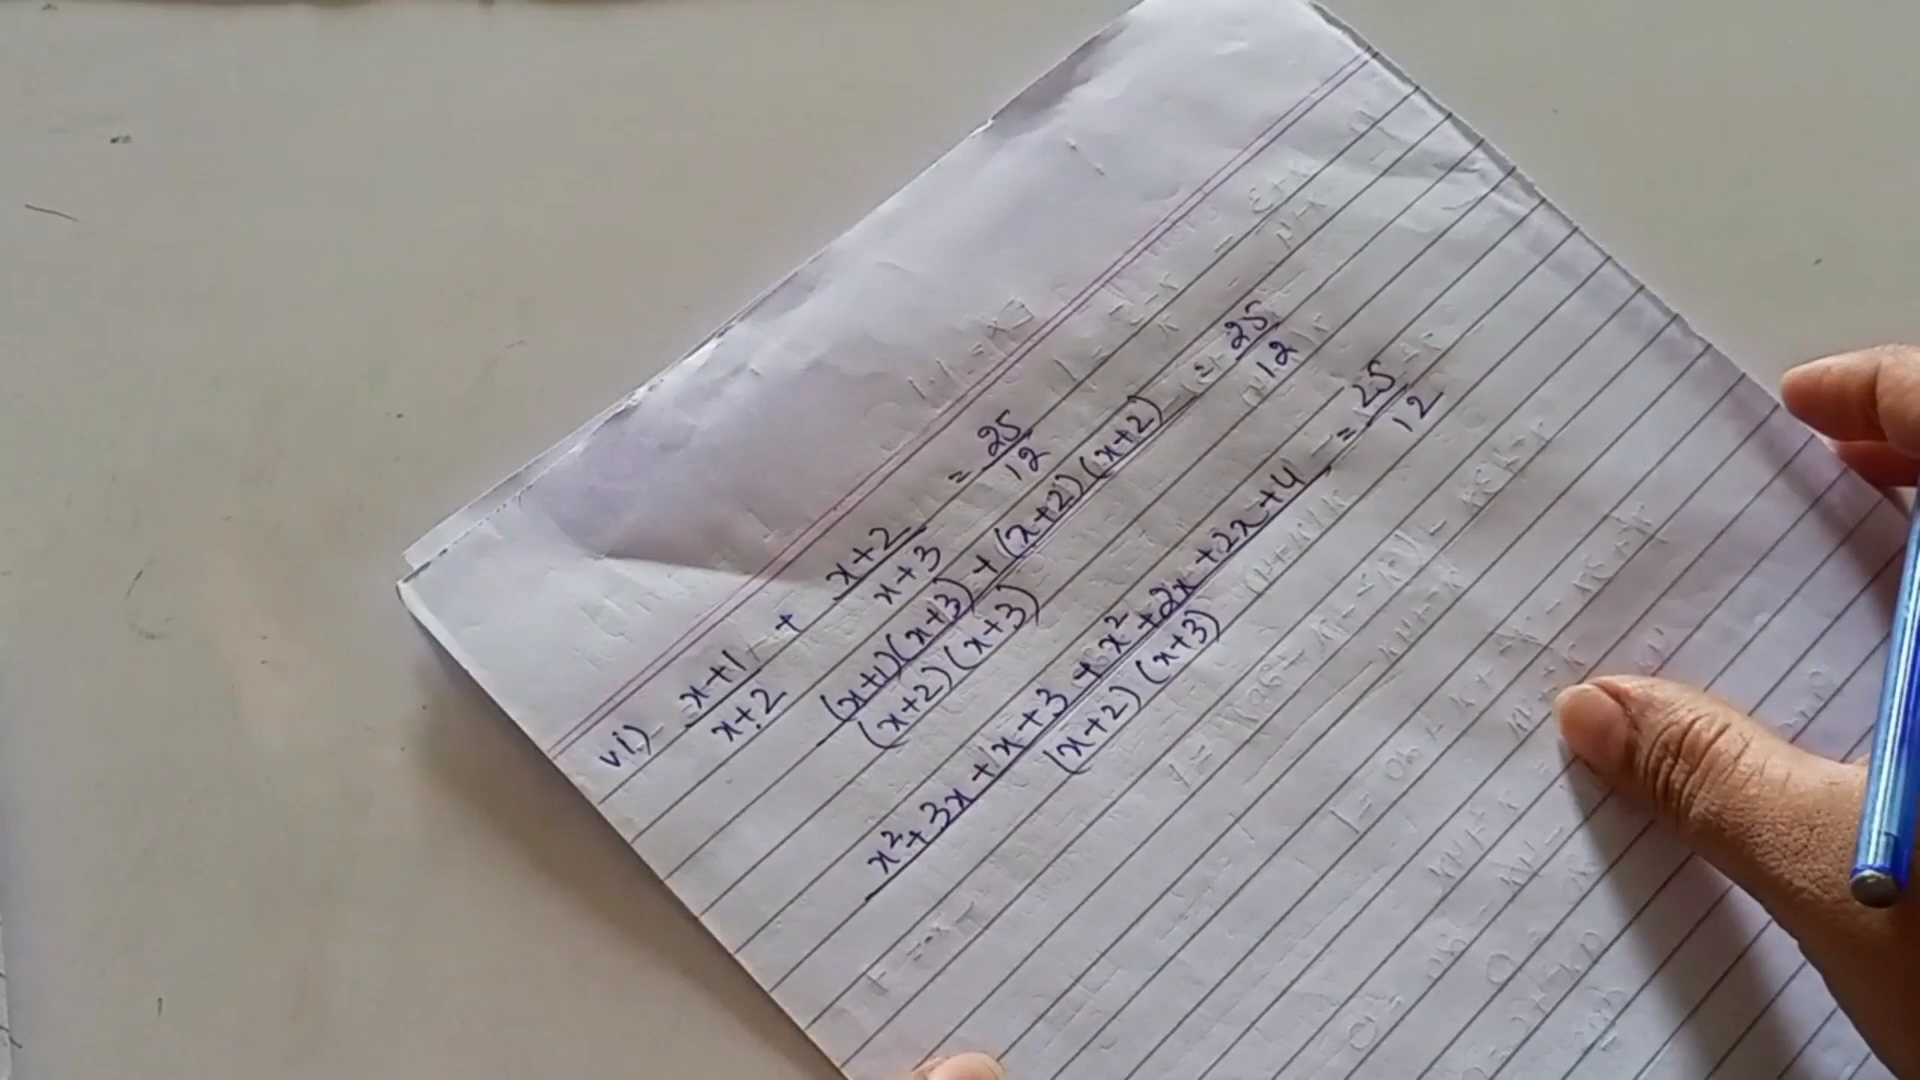 vi) x+1/x+2 + x+2/x+3 = 25/12
(x+1)(x+3)+(x+2)(x+2)/(x+2)(x+3) = 25/12
x²+3x+1x+3+x²+2x+2x+4/(x+2)(x+3) = 25/12